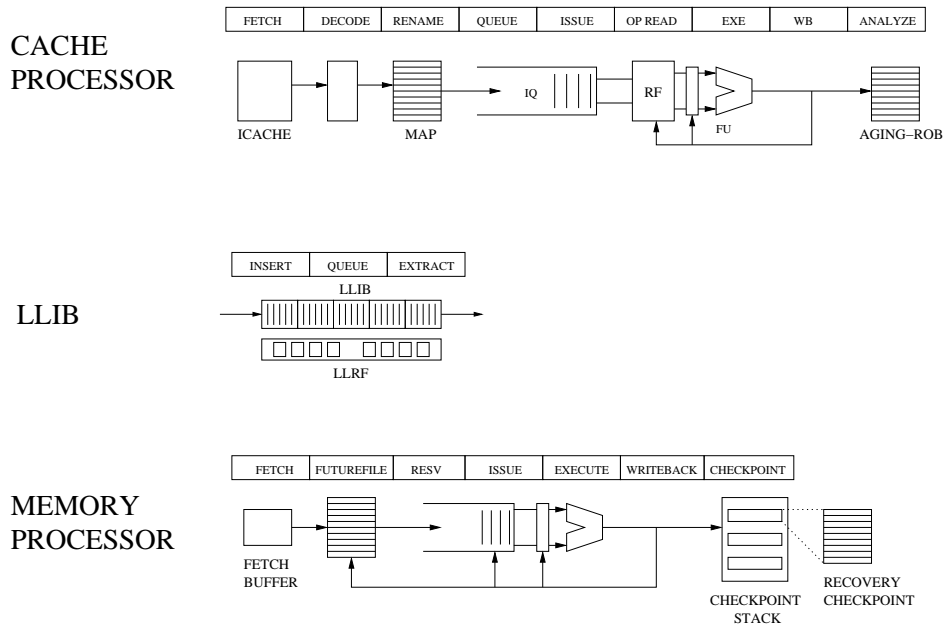 FETCH DECODE RENAME QUEUE ISSUE OP READ EXE WB ANALYZE
CACHE
PROCESSOR
IQ RF
FU
ICACHE MAP AGING–ROB
INSERT QUEUE EXTRACT
LLIB
LLIB
LLRF
FETCH FUTUREFILE RESV ISSUE EXECUTE WRITEBACK CHECKPOINT
MEMORY
PROCESSOR
FETCH
BUFFER
CHECKPOINT
STACK
RECOVERY
CHECKPOINT